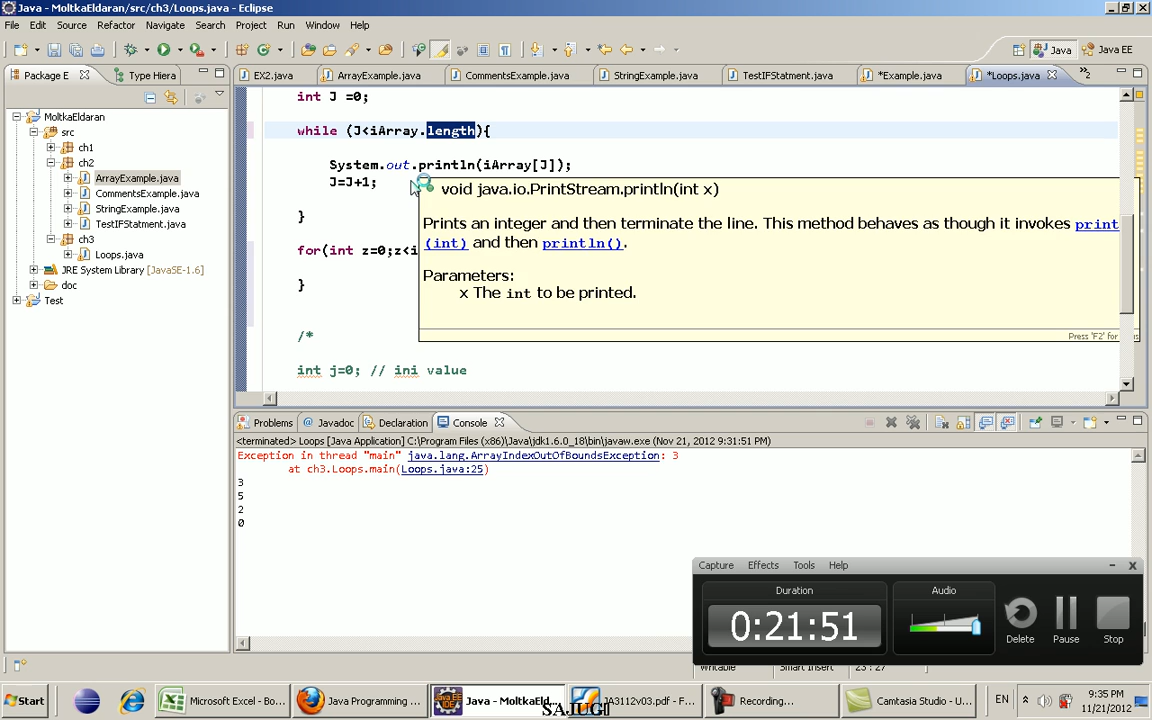 Java - MoltkaEldaran/src/ch3/Loops.java - Eclipse
File Edit Source Refactor Navigate Search Project Run Window Help
Java Java EE
Package E Type Hiera
EX2.java ArrayExample.java CommentsExample.java StringExample.java TestIFStatment.java *Example.java *Loops.java »2
MoltkaEldaran
src
ch1
ch2
ArrayExample.java
CommentsExample.java
StringExample.java
TestIFStatment.java
ch3
Loops.java
JRE System Library [JavaSE-1.6]
doc
Test
int J =0;
while (J<iArray.length){
System.out.println(iArray[J]);
J=J+1;
}
for(int z=0;z<i
}
/*
int j=0; // ini value
void java.io.PrintStream.println(int x)
Prints an integer and then terminate the line. This method behaves as though it invokes print
(int) and then println().
Parameters:
x The int to be printed.
Press 'F2' for
Problems Javadoc Declaration Console
<terminated> Loops [Java Application] C:\Program Files (x86)\Java\jdk1.6.0_18\bin\javaw.exe (Nov 21, 2012 9:31:51 PM)
Exception in thread "main" java.lang.ArrayIndexOutOfBoundsException: 3
at ch3.Loops.main(Loops.java:25)
3
5
2
0
Capture Effects Tools Help
Duration
0:21:51
Audio
Delete Pause Stop
Writable Smart Insert 23 : 27
Start Microsoft Excel - Bo... Java Programming ... Java - MoltkaEld... JA3112v03.pdf - F... Recording... Camtasia Studio - U... EN 9:35 PM
11/21/2012